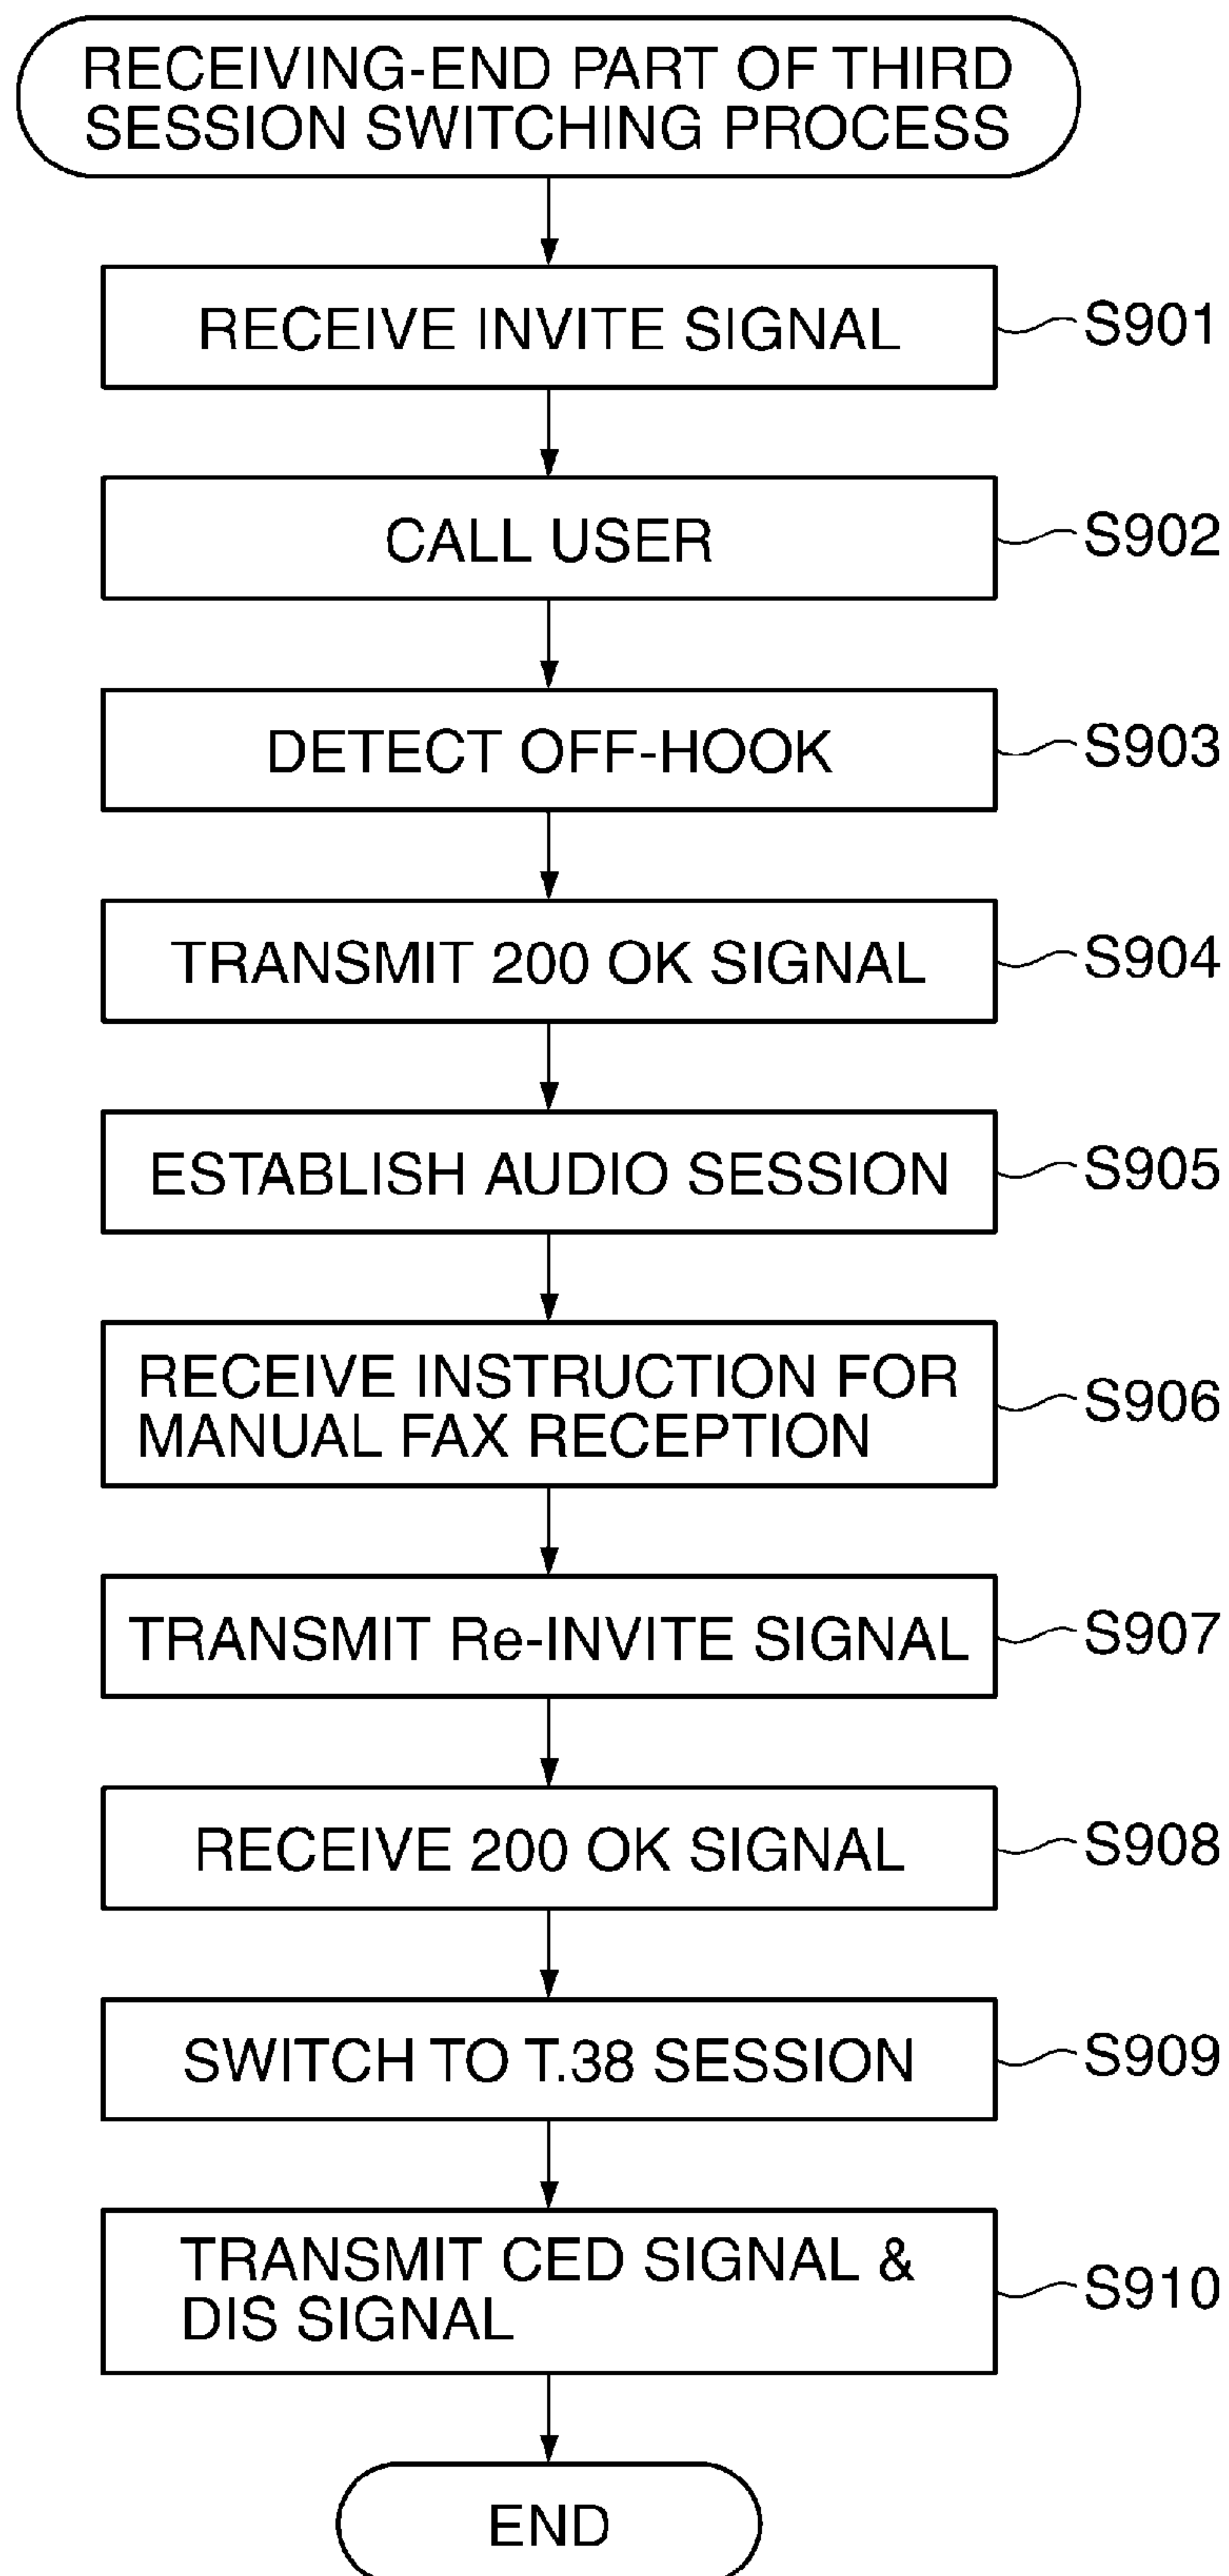 RECEIVING-END PART OF THIRD
SESSION SWITCHING PROCESS
RECEIVE INVITE SIGNAL
S901
CALL USER
S902
DETECT OFF-HOOK
S903
TRANSMIT 200 OK SIGNAL
S904
ESTABLISH AUDIO SESSION
S905
RECEIVE INSTRUCTION FOR
MANUAL FAX RECEPTION
S906
TRANSMIT Re-INVITE SIGNAL
S907
RECEIVE 200 OK SIGNAL
S908
SWITCH TO T.38 SESSION
S909
TRANSMIT CED SIGNAL &
DIS SIGNAL
S910
END